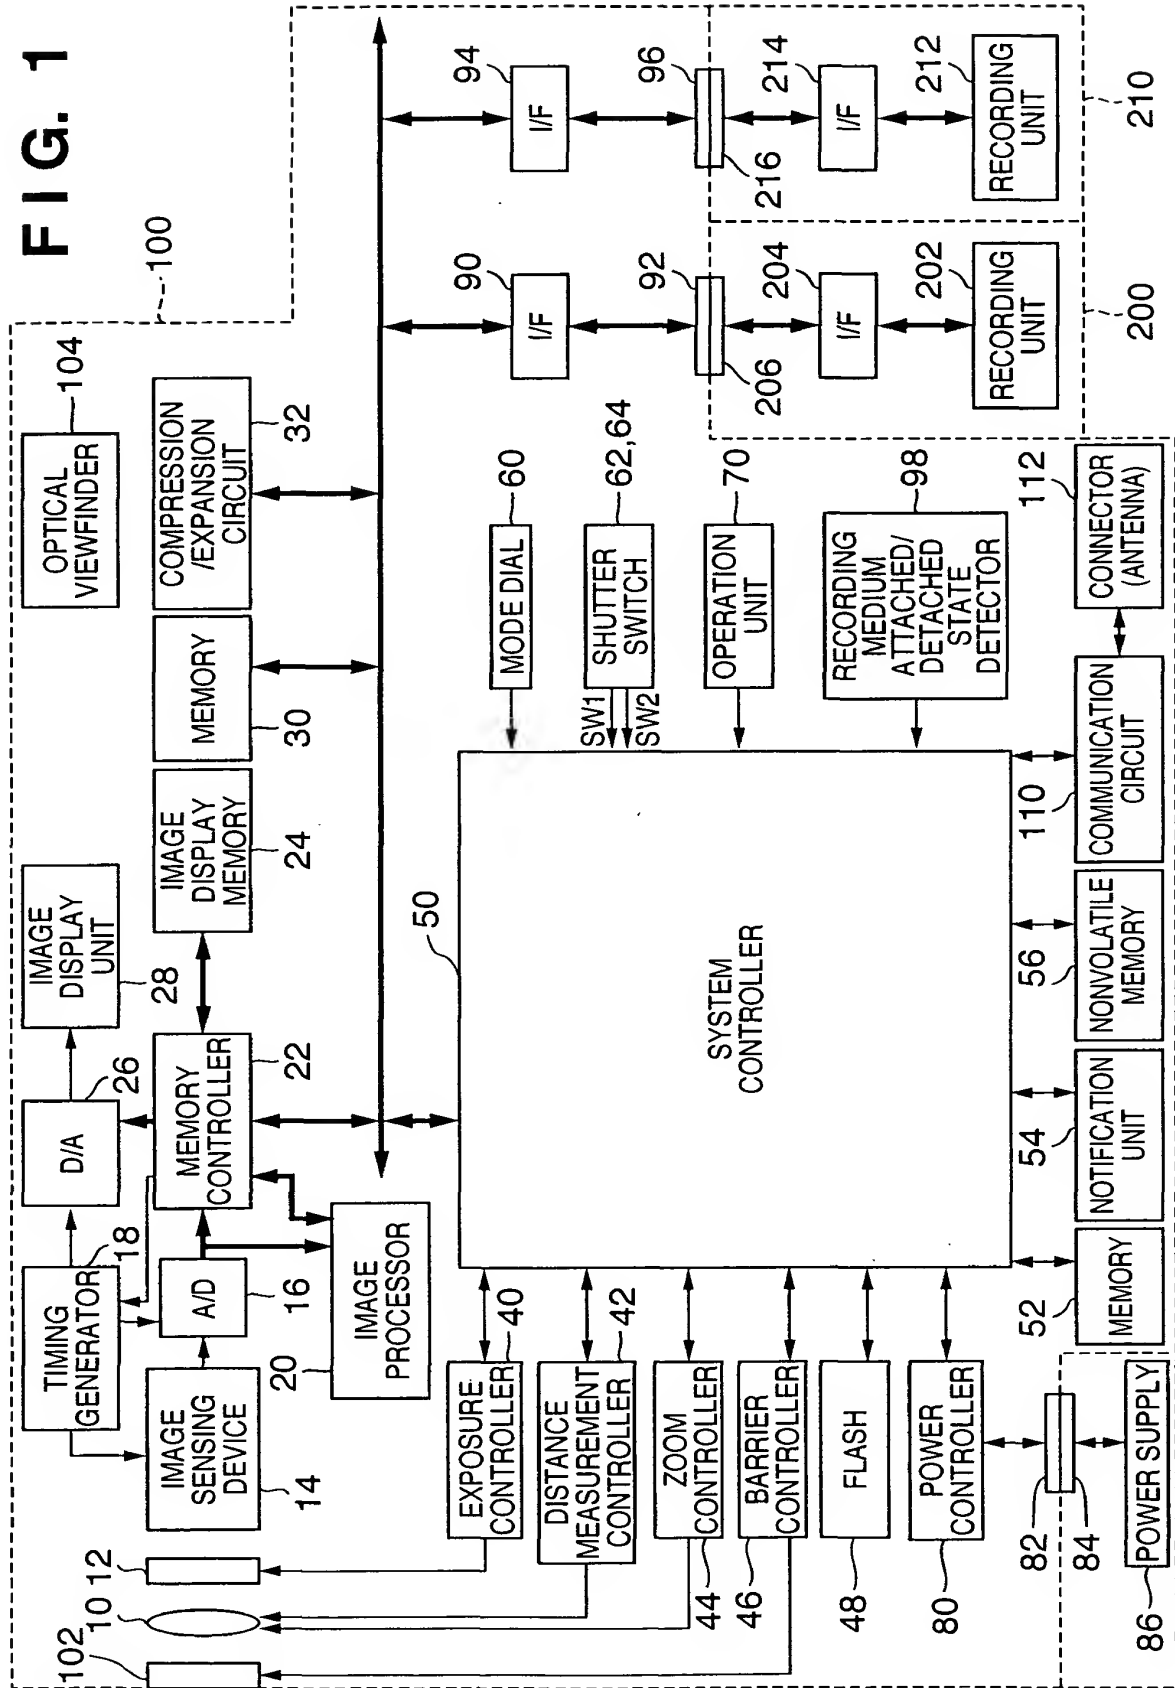 FIG. 1
100
OPTICAL
VIEWFINDER
104
IMAGE
DISPLAY
UNIT
28
D/A
26
TIMING
GENERATOR
18
COMPRESSION
/EXPANSION
CIRCUIT
32
MEMORY
30
IMAGE
DISPLAY
MEMORY
24
MEMORY
CONTROLLER
22
A/D
16
IMAGE
SENSING
DEVICE
14
12
10
102
IMAGE
PROCESSOR
20
EXPOSURE
CONTROLLER
40
DISTANCE
MEASUREMENT
CONTROLLER
42
ZOOM
CONTROLLER
44
BARRIER
CONTROLLER
46
FLASH
48
POWER
CONTROLLER
80
82
84
POWER SUPPLY
86
SYSTEM
CONTROLLER
50
MODE DIAL
60
SHUTTER
SWITCH
62,64
SW1
SW2
OPERATION
UNIT
70
RECORDING
MEDIUM
ATTACHED/
DETACHED
STATE
DETECTOR
98
MEMORY
52
NOTIFICATION
UNIT
54
NONVOLATILE
MEMORY
56
COMMUNICATION
CIRCUIT
110
CONNECTOR
(ANTENNA)
112
I/F
90
92
206
I/F
204
RECORDING
UNIT
202
200
I/F
94
96
216
I/F
214
RECORDING
UNIT
212
210